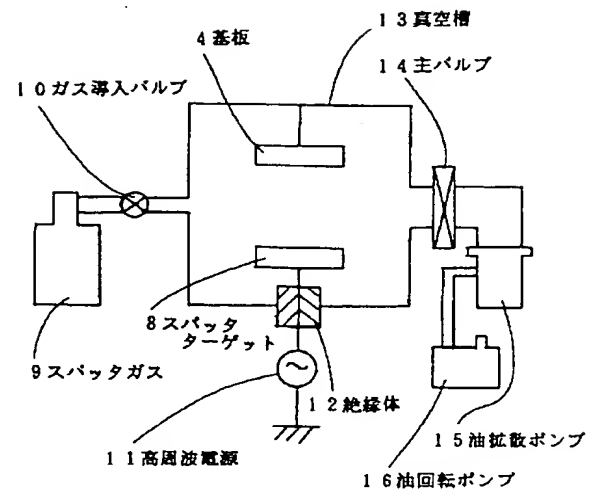 13真空槽
4基板
14主バルブ
10ガス導入バルブ
8スパッタ
ターゲット
9スパッタガス
12絶縁体
15油拡散ポンプ
11高周波電源
16油回転ポンプ